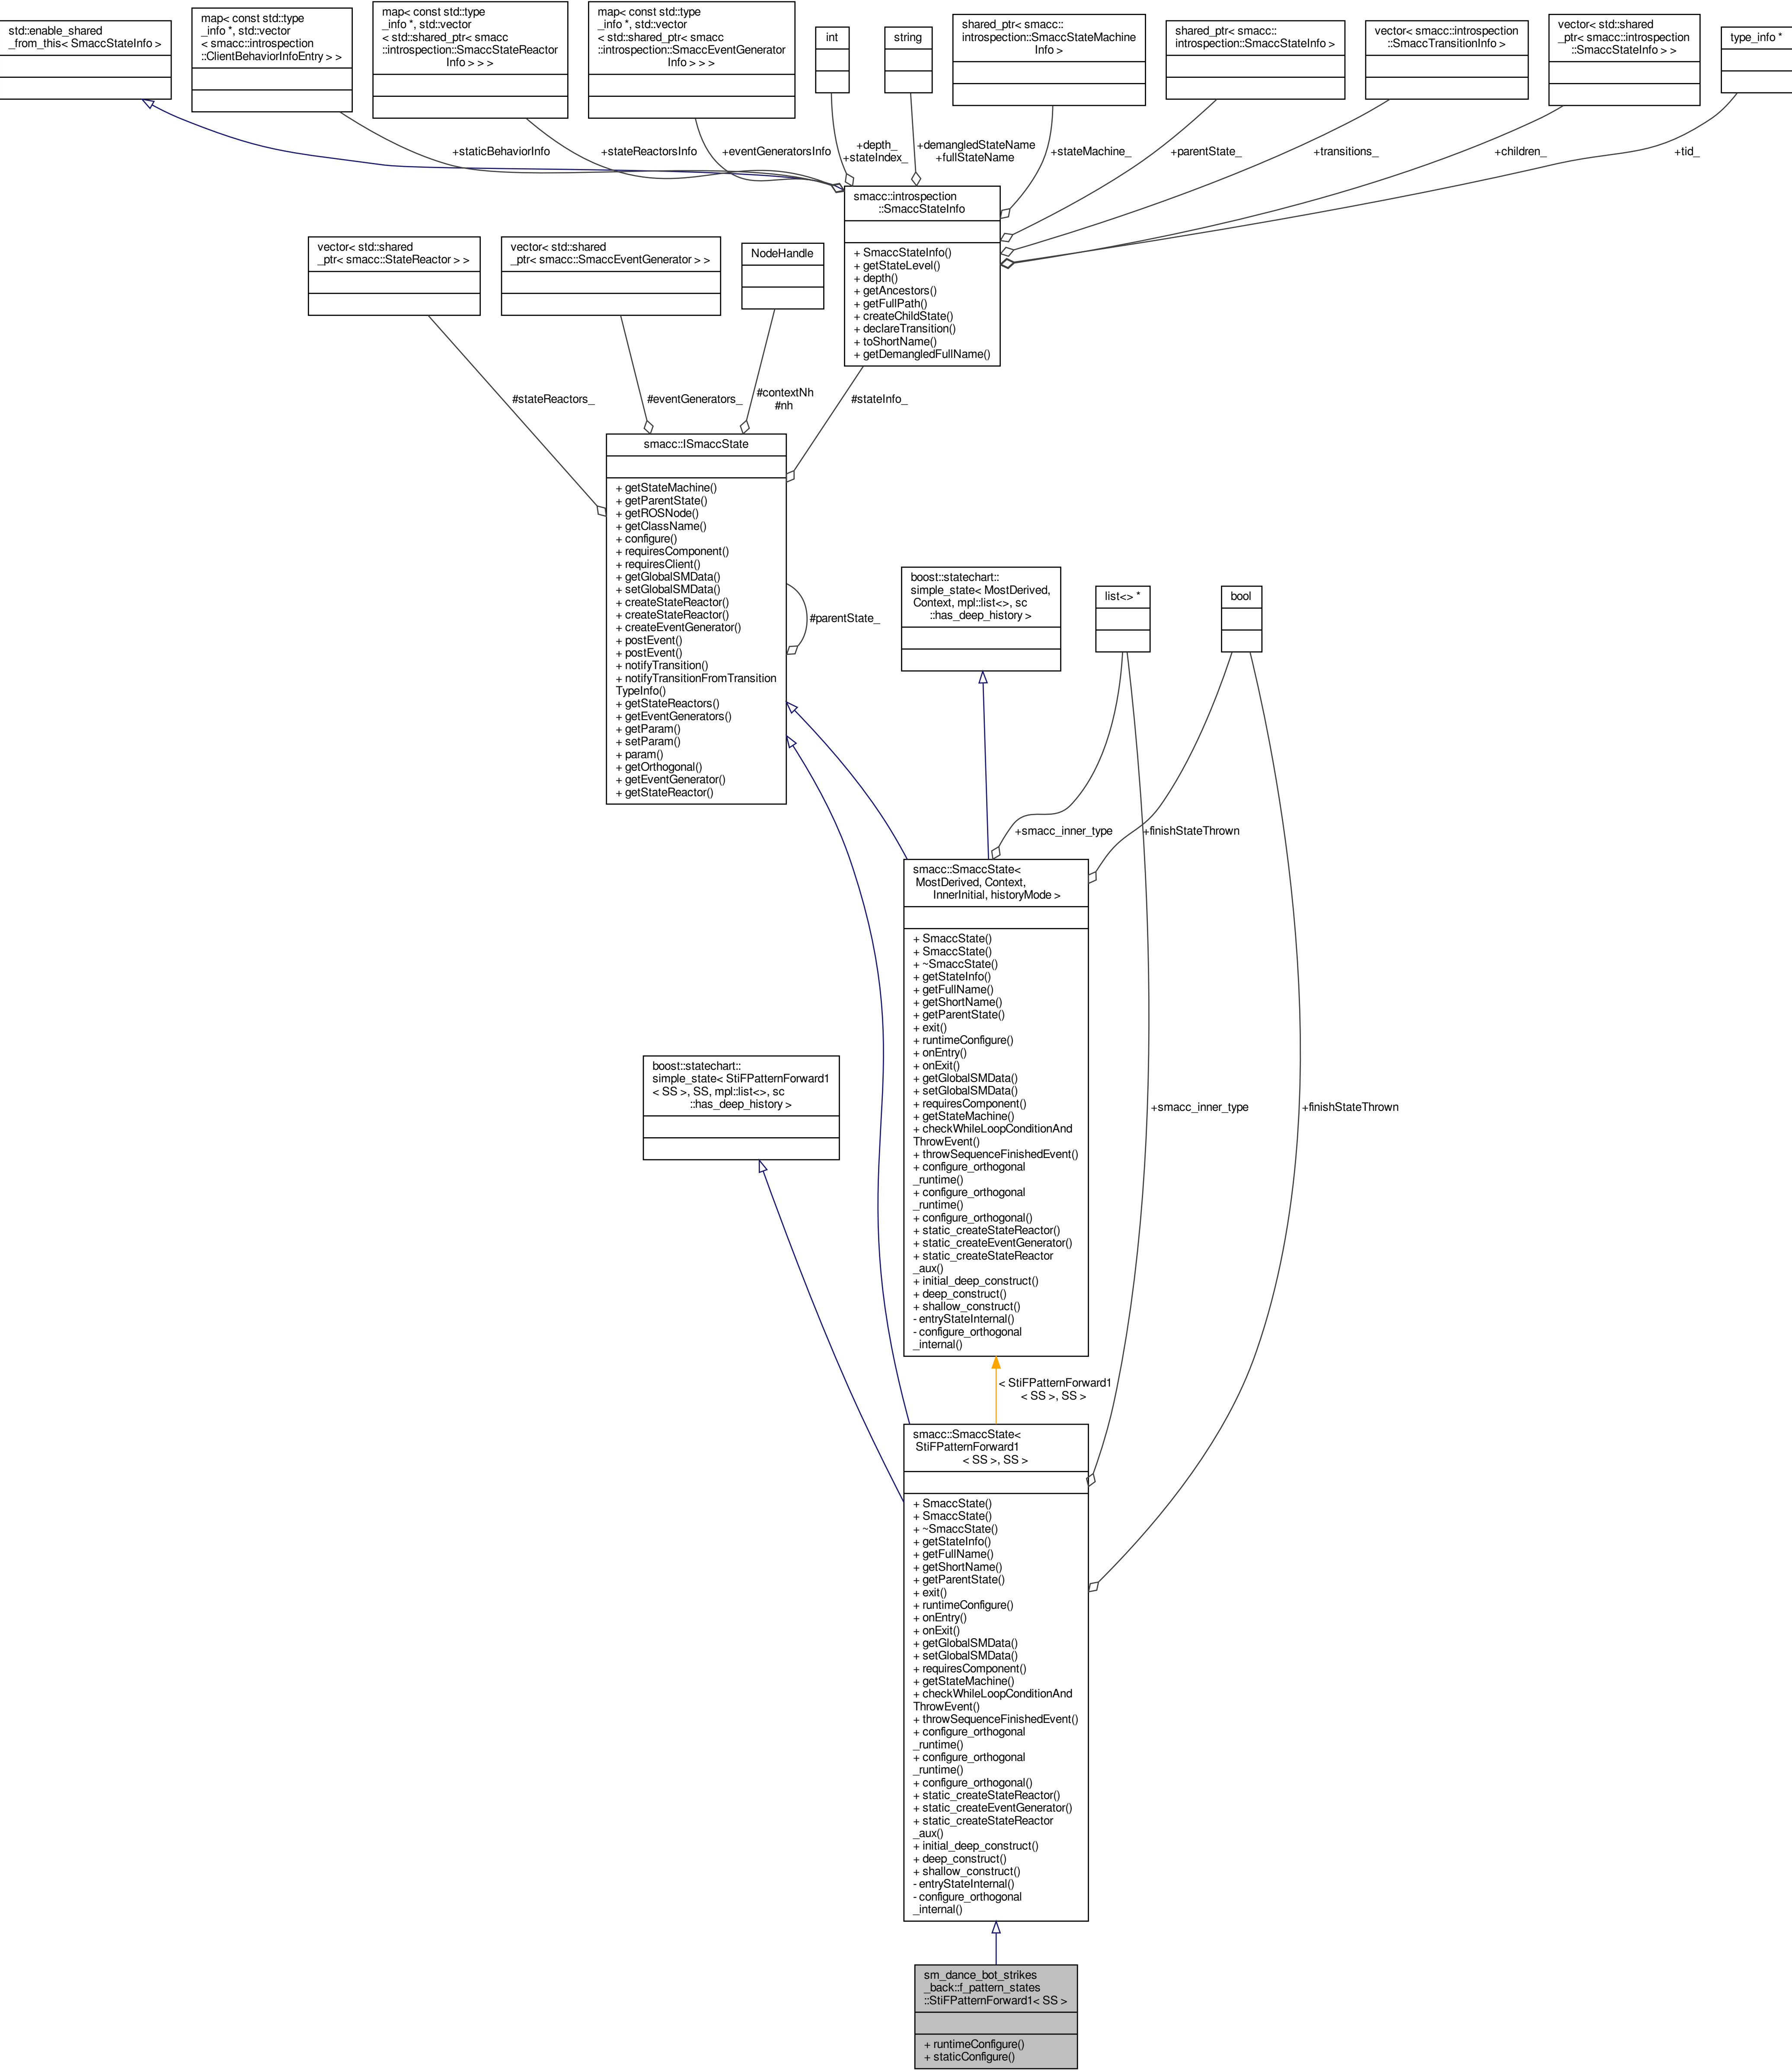 std::enable_shared
_from_this< SmaccStateInfo >
map< const std::type
_info *, std::vector
< smacc::introspection
::ClientBehaviorInfoEntry > >
map< const std::type
_info *, std::vector
< std::shared_ptr< smacc
::introspection::SmaccStateReactor
Info > > >
map< const std::type
_info *, std::vector
< std::shared_ptr< smacc
::introspection::SmaccEventGenerator
Info > > >
int
string
shared_ptr< smacc::
introspection::SmaccStateMachine
Info >
shared_ptr< smacc::
introspection::SmaccStateInfo >
vector< smacc::introspection
::SmaccTransitionInfo >
vector< std::shared
_ptr< smacc::introspection
::SmaccStateInfo > >
type_info *
+staticBehaviorInfo
+stateReactorsInfo
+eventGeneratorsInfo
+depth_
+stateIndex_
+demangledStateName
+fullStateName
+stateMachine_
+parentState_
+transitions_
+children_
+tid_
smacc::introspection
::SmaccStateInfo
+ SmaccStateInfo()
+ getStateLevel()
+ depth()
+ getAncestors()
+ getFullPath()
+ createChildState()
+ declareTransition()
+ toShortName()
+ getDemangledFullName()
vector< std::shared
_ptr< smacc::StateReactor > >
vector< std::shared
_ptr< smacc::SmaccEventGenerator > >
NodeHandle
#stateReactors_
#eventGenerators_
#contextNh
#nh
#stateInfo_
smacc::ISmaccState
+ getStateMachine()
+ getParentState()
+ getROSNode()
+ getClassName()
+ configure()
+ requiresComponent()
+ requiresClient()
+ getGlobalSMData()
+ setGlobalSMData()
+ createStateReactor()
+ createStateReactor()
+ createEventGenerator()
+ postEvent()
+ postEvent()
+ notifyTransition()
+ notifyTransitionFromTransition
TypeInfo()
+ getStateReactors()
+ getEventGenerators()
+ getParam()
+ setParam()
+ param()
+ getOrthogonal()
+ getEventGenerator()
+ getStateReactor()
#parentState_
boost::statechart::
simple_state< MostDerived,
Context, mpl::list<>, sc
::has_deep_history >
list<> *
bool
+smacc_inner_type
+finishStateThrown
smacc::SmaccState<
MostDerived, Context,
InnerInitial, historyMode >
+ SmaccState()
+ SmaccState()
+ ~SmaccState()
+ getStateInfo()
+ getFullName()
+ getShortName()
+ getParentState()
+ exit()
+ runtimeConfigure()
+ onEntry()
+ onExit()
+ getGlobalSMData()
+ setGlobalSMData()
+ requiresComponent()
+ getStateMachine()
+ checkWhileLoopConditionAnd
ThrowEvent()
+ throwSequenceFinishedEvent()
+ configure_orthogonal
_runtime()
+ configure_orthogonal
_runtime()
+ configure_orthogonal()
+ static_createStateReactor()
+ static_createEventGenerator()
+ static_createStateReactor
_aux()
+ initial_deep_construct()
+ deep_construct()
+ shallow_construct()
- entryStateInternal()
- configure_orthogonal
_internal()
boost::statechart::
simple_state< StiFPatternForward1
< SS >, SS, mpl::list<>, sc
::has_deep_history >
+smacc_inner_type
+finishStateThrown
< StiFPatternForward1
< SS >, SS >
smacc::SmaccState<
StiFPatternForward1
< SS >, SS >
+ SmaccState()
+ SmaccState()
+ ~SmaccState()
+ getStateInfo()
+ getFullName()
+ getShortName()
+ getParentState()
+ exit()
+ runtimeConfigure()
+ onEntry()
+ onExit()
+ getGlobalSMData()
+ setGlobalSMData()
+ requiresComponent()
+ getStateMachine()
+ checkWhileLoopConditionAnd
ThrowEvent()
+ throwSequenceFinishedEvent()
+ configure_orthogonal
_runtime()
+ configure_orthogonal
_runtime()
+ configure_orthogonal()
+ static_createStateReactor()
+ static_createEventGenerator()
+ static_createStateReactor
_aux()
+ initial_deep_construct()
+ deep_construct()
+ shallow_construct()
- entryStateInternal()
- configure_orthogonal
_internal()
sm_dance_bot_strikes
_back::f_pattern_states
::StiFPatternForward1< SS >
+ runtimeConfigure()
+ staticConfigure()